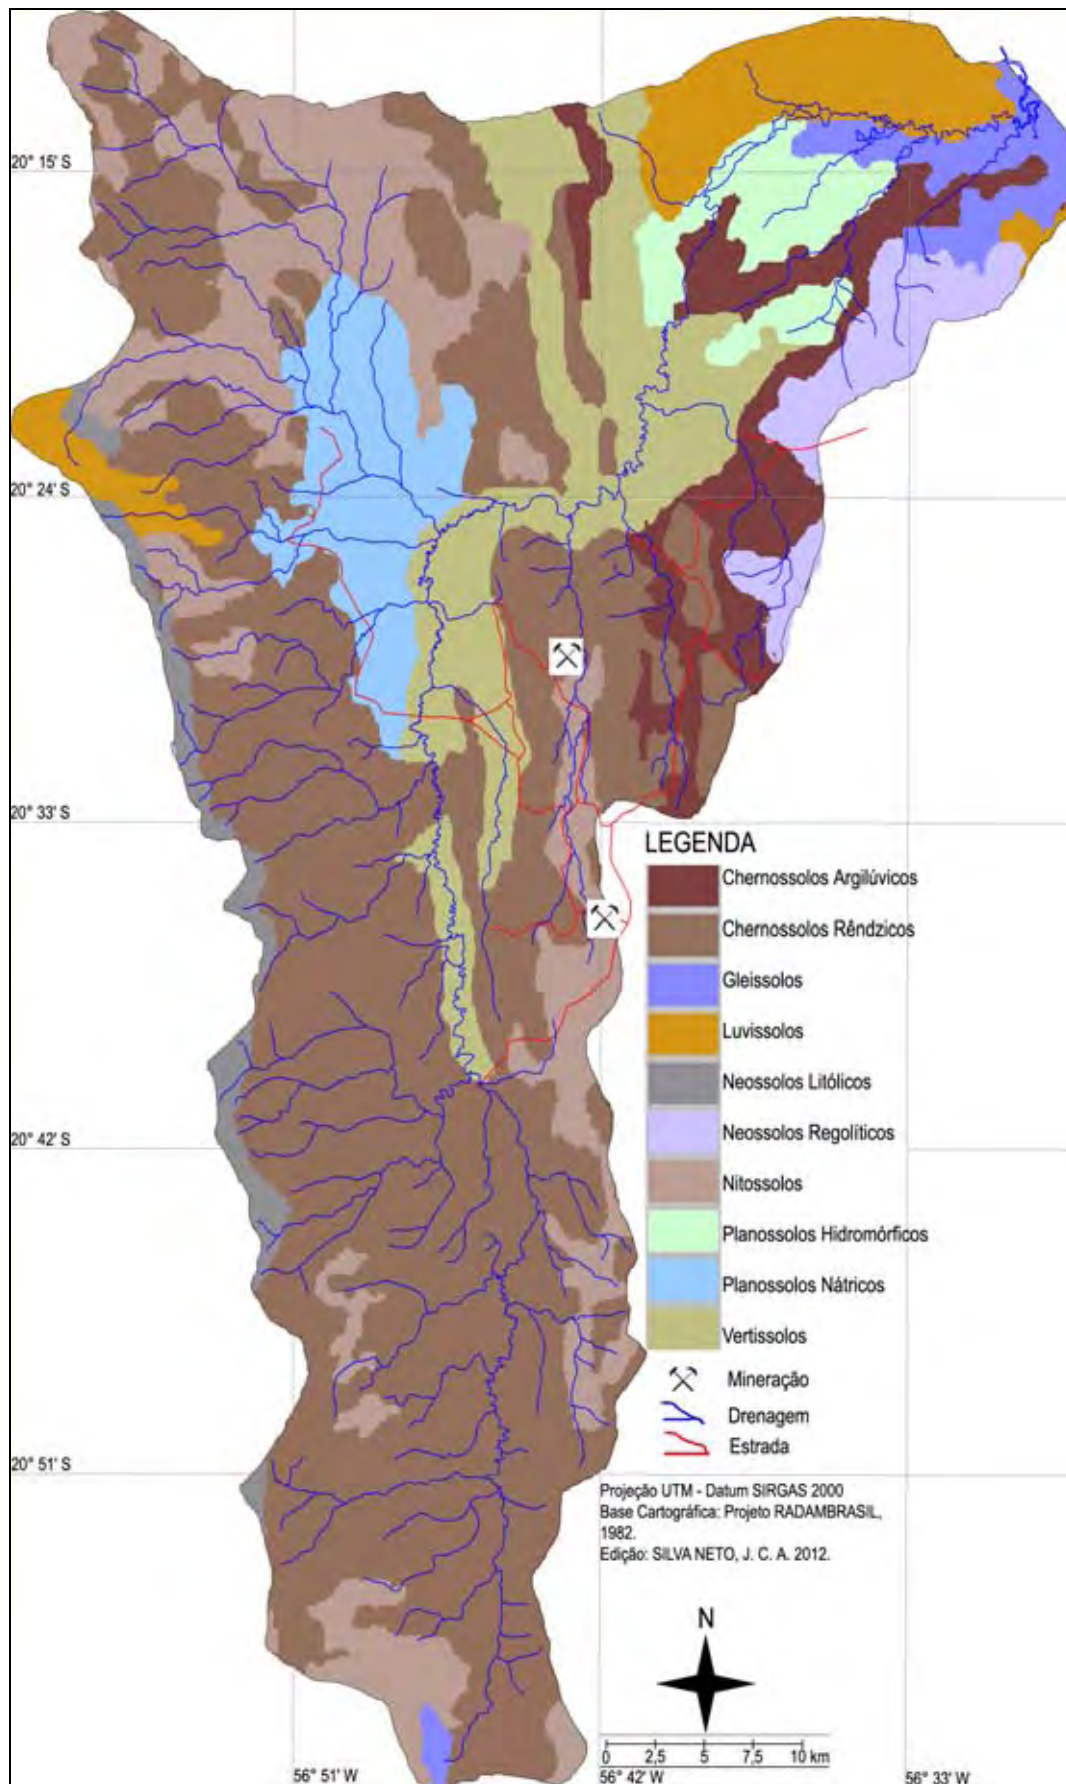 20° 15' S
20° 24' S
20° 33' S
LEGENDA
Chernossolos Argilúvicos
Chernossolos Rêndzicos
Gleissolos
Luvissolos
Neossolos Litólicos
Neossolos Regolíticos
20° 42' S
Nitossolos
Planossolos Hidromórficos
Planossolos Nátricos
Vertissolos
Mineração
Drenagem
Estrada
20° 51' S
Projeção UTM - Datum SIRGAS 2000
Base Cartográfica: Projeto RADAMBRASIL,
1982.
Edição: SILVA NETO, J. C. A. 2012.
N
0 2,5 5 7,5 10 km
56° 51' W 56° 42' W 56° 33' W